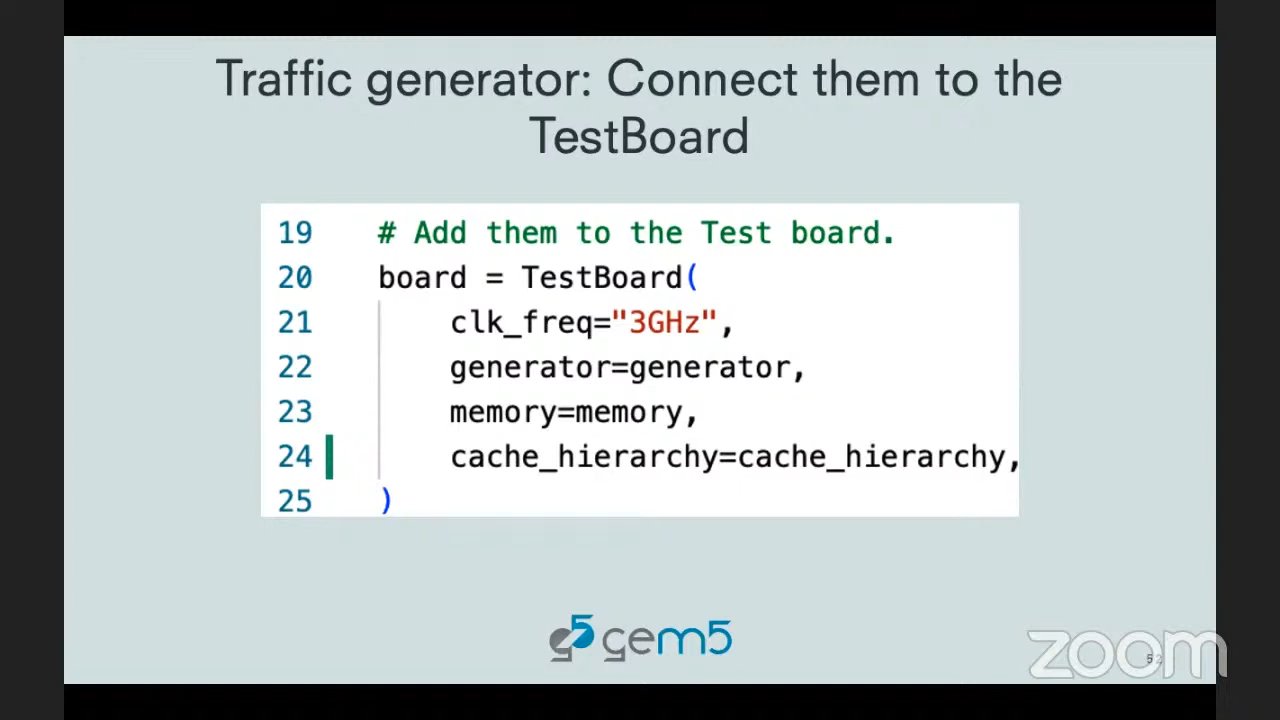 Traffic generator: Connect them to the
TestBoard
19 # Add them to the Test board.
20 board = TestBoard(
21 clk_freq="3GHz",
22 generator=generator,
23 memory=memory,
24 cache_hierarchy=cache_hierarchy,
25 )
gem5
zoom